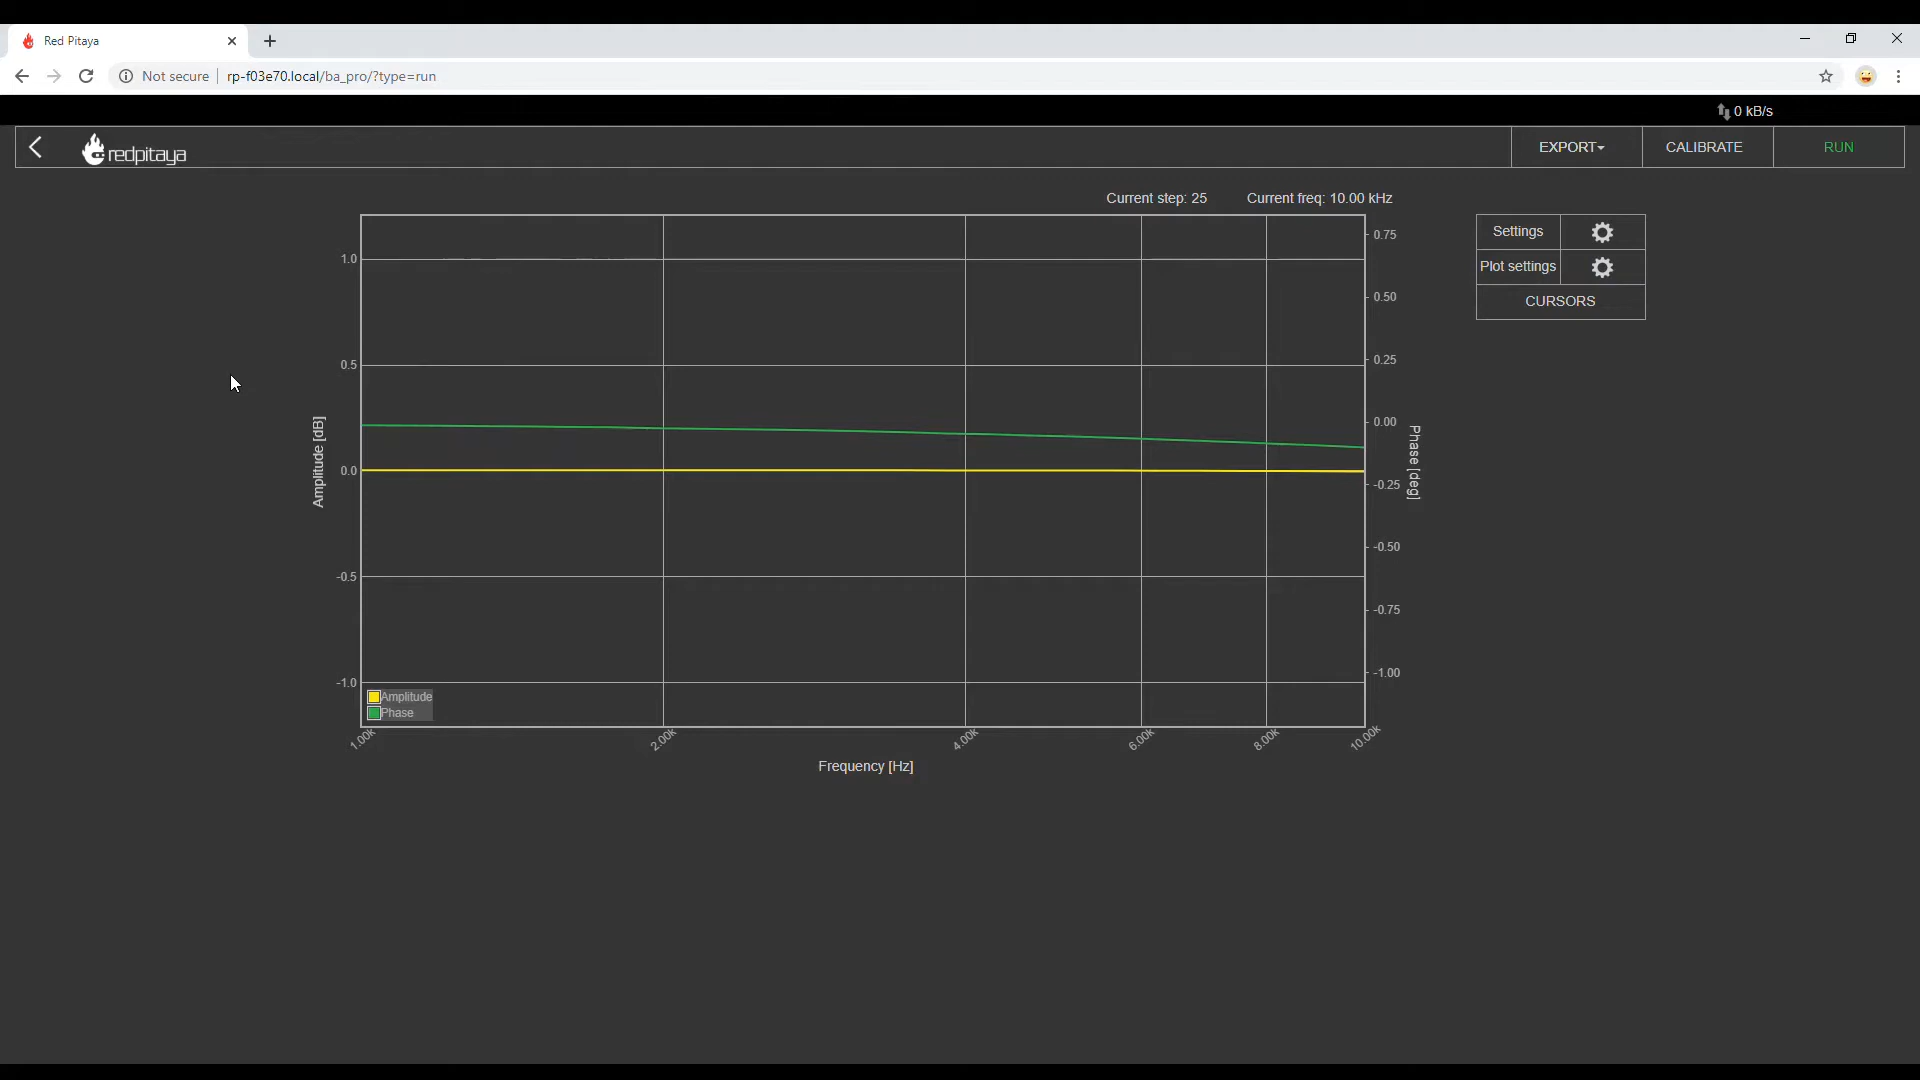 Red Pitaya
Not secure
rp-f03e70.local/ba_pro/?type=run
0 kB/s
redpitaya
EXPORT
CALIBRATE
RUN
Current step: 25
Current freq: 10.00 kHz
Settings
Plot settings
CURSORS
1.0
0.5
0.0
-0.5
-1.0
Amplitude [dB]
0.75
0.50
0.25
0.00
-0.25
-0.50
-0.75
-1.00
Phase [deg]
Amplitude
Phase
1.00k
2.00k
4.00k
6.00k
8.00k
10.00k
Frequency [Hz]